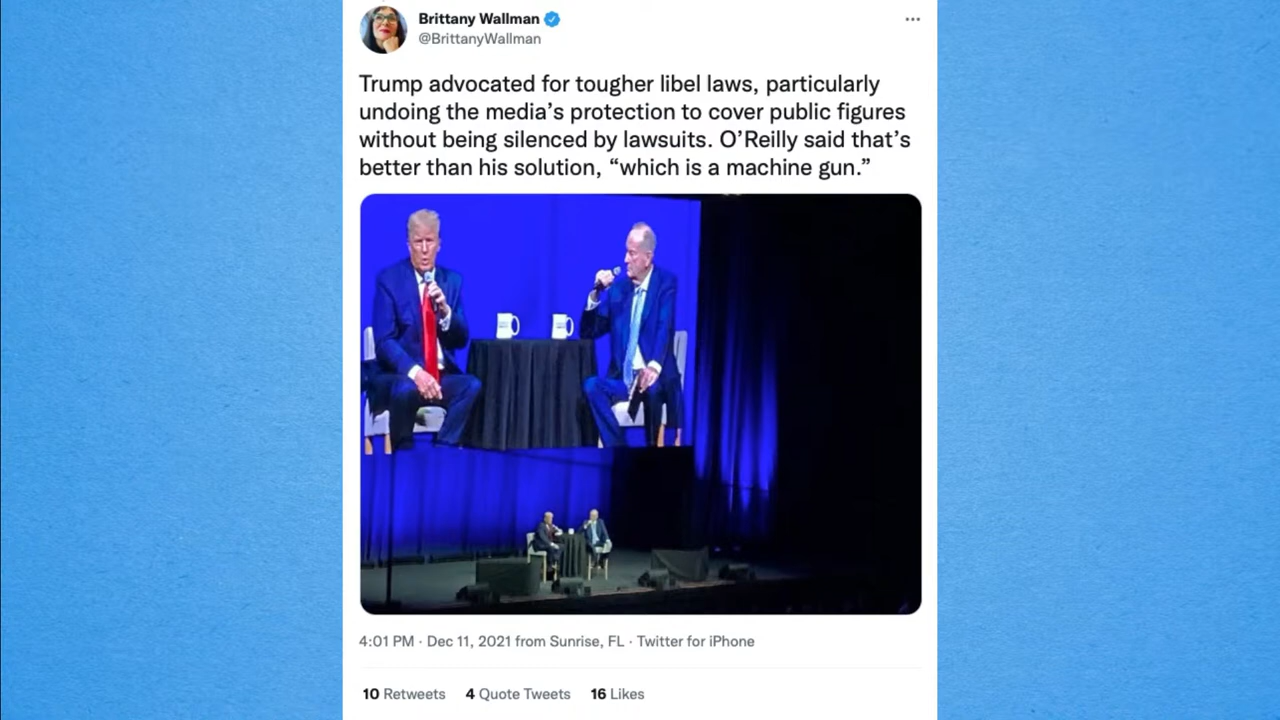 Brittany Wallman
@BrittanyWallman
Trump advocated for tougher libel laws, particularly
undoing the media’s protection to cover public figures
without being silenced by lawsuits. O’Reilly said that’s
better than his solution, “which is a machine gun.”
4:01 PM · Dec 11, 2021 from Sunrise, FL · Twitter for iPhone
10 Retweets 4 Quote Tweets 16 Likes